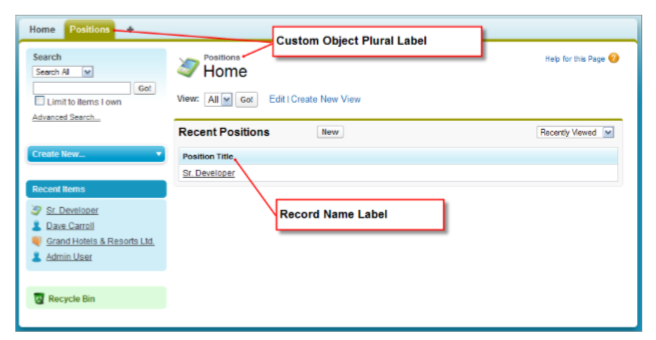 Home
Positions
+
Custom Object Plural Label
Search
Search All
Go!
Limit to items I own
Advanced Search...
Create New...
Recent Items
Sr. Developer
Dave Carroll
Grand Hotels & Resorts Ltd.
Admin User
Recycle Bin
Positions
Home
Help for this Page ?
View: All Go! Edit | Create New View
Recent Positions New Recently Viewed
Position Title
Sr. Developer
Record Name Label